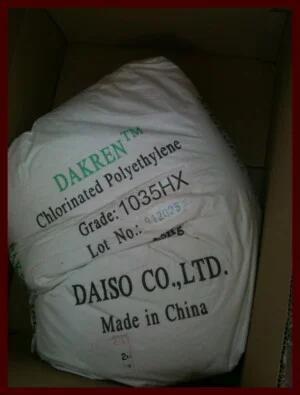 DAKREN™
Chlorinated Polyethylene
Grade: 1035HX
Lot No.:
DAISO CO.,LTD.
Made in China